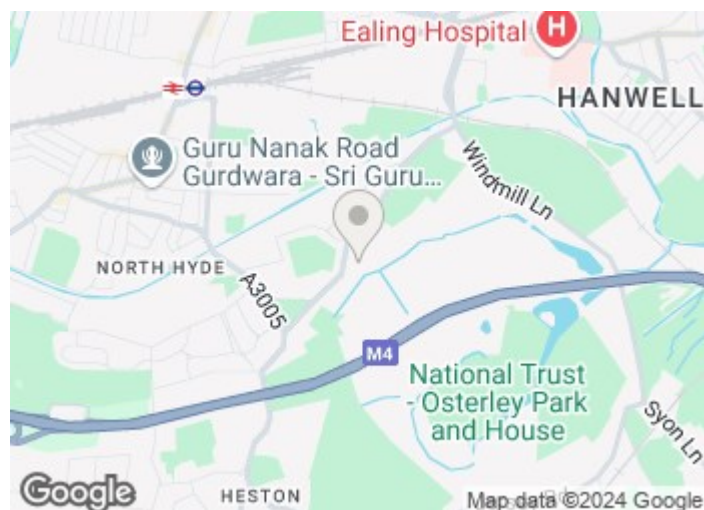 Ealing Hospital
H
HANWELL
Guru Nanak Road
Gurdwara - Sri Guru...
Windmill Ln
NORTH HYDE
A3005
M4
National Trust
- Osterley Park
and House
Syon Ln
HESTON
Google
Map data ©2024 Google